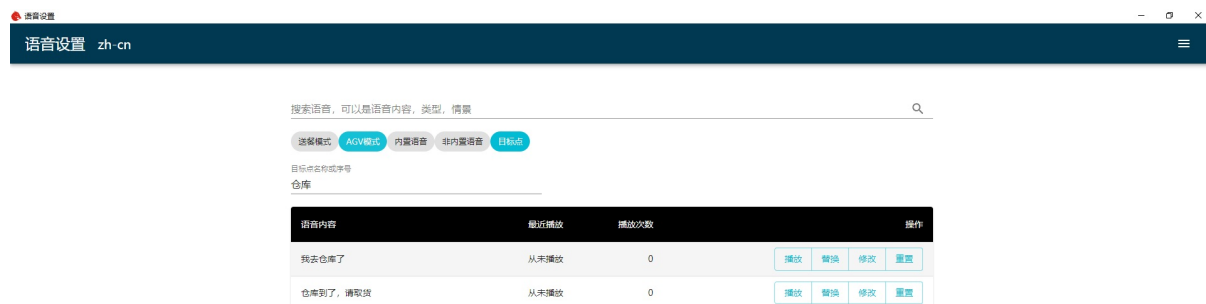 语音设置
语音设置 zh-cn
搜索语音，可以是语音内容，类型，情景
送餐模式 AGV模式 内置语音 非内置语音 目标点
目标点名称或序号
仓库
语音内容 最近播放 播放次数 操作
我去仓库了 从未播放 0 播放 替换 修改 重置
仓库到了，请取货 从未播放 0 播放 替换 修改 重置